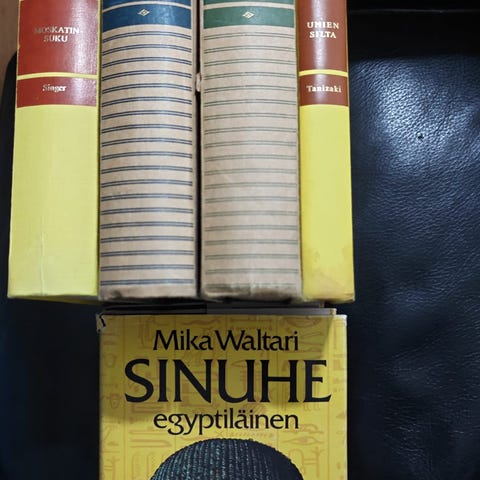 MOSKATIN-
SUKU
Singer
UNIEN
SILTA
Tanizaki
Mika Waltari
SINUHE
egyptiläinen